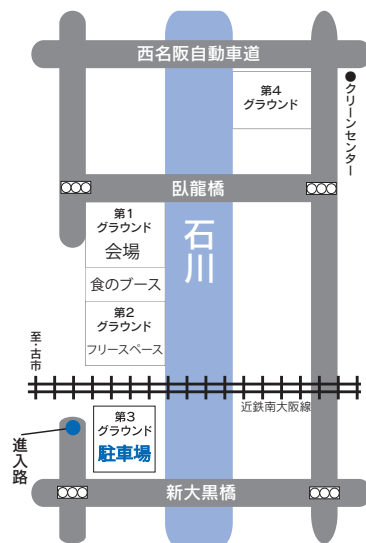 西名阪自動車道
第4
グラウンド
●クリーンセンター
臥龍橋
第1
グラウンド
会場
石川
食のブース
第2
グラウンド
フリースペース
至・古市
近鉄南大阪線
第3
グラウンド
駐車場
進入路
新大黒橋